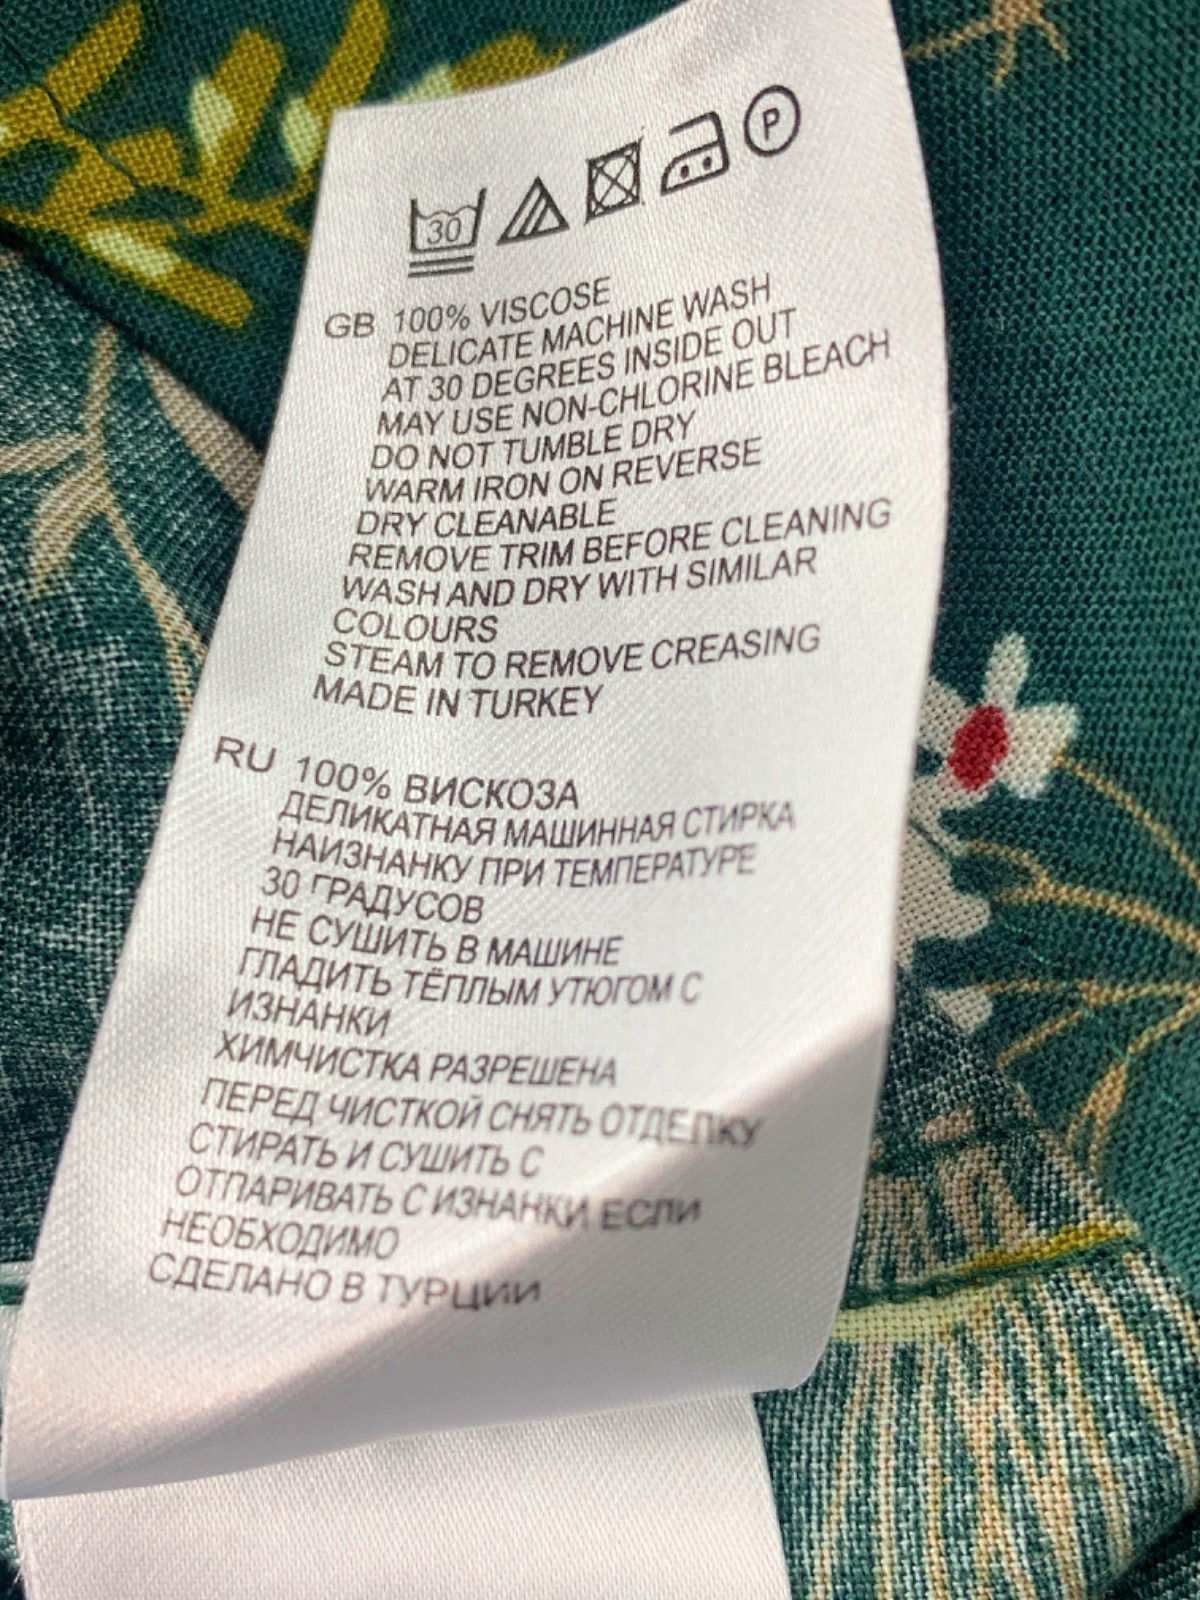 30
P
GB 100% VISCOSE
DELICATE MACHINE WASH
AT 30 DEGREES INSIDE OUT
MAY USE NON-CHLORINE BLEACH
DO NOT TUMBLE DRY
WARM IRON ON REVERSE
DRY CLEANABLE
REMOVE TRIM BEFORE CLEANING
WASH AND DRY WITH SIMILAR
COLOURS
STEAM TO REMOVE CREASING
MADE IN TURKEY
RU 100% ВИСКОЗА
ДЕЛИКАТНАЯ МАШИННАЯ СТИРКА
НАИЗНАНКУ ПРИ ТЕМПЕРАТУРЕ
30 ГРАДУСОВ
НЕ СУШИТЬ В МАШИНЕ
ГЛАДИТЬ ТЁПЛЫМ УТЮГОМ С
ИЗНАНКИ
ХИМЧИСТКА РАЗРЕШЕНА
ПЕРЕД ЧИСТКОЙ СНЯТЬ ОТДЕЛКУ
СТИРАТЬ И СУШИТЬ С
ОТПАРИВАТЬ С ИЗНАНКИ ЕСЛИ
НЕОБХОДИМО
СДЕЛАНО В ТУРЦИИ